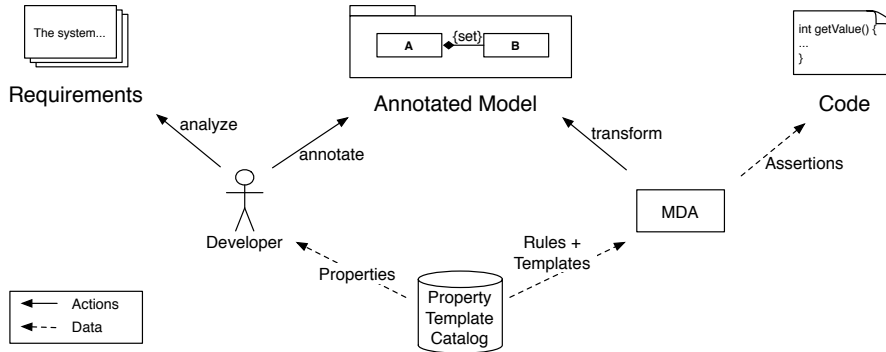 The system...
Requirements
{set}
A
B
Annotated Model
int getValue() {
...
}
Code
analyze
annotate
transform
Assertions
Developer
MDA
Properties
Rules +
Templates
Property
Template
Catalog
Actions
Data